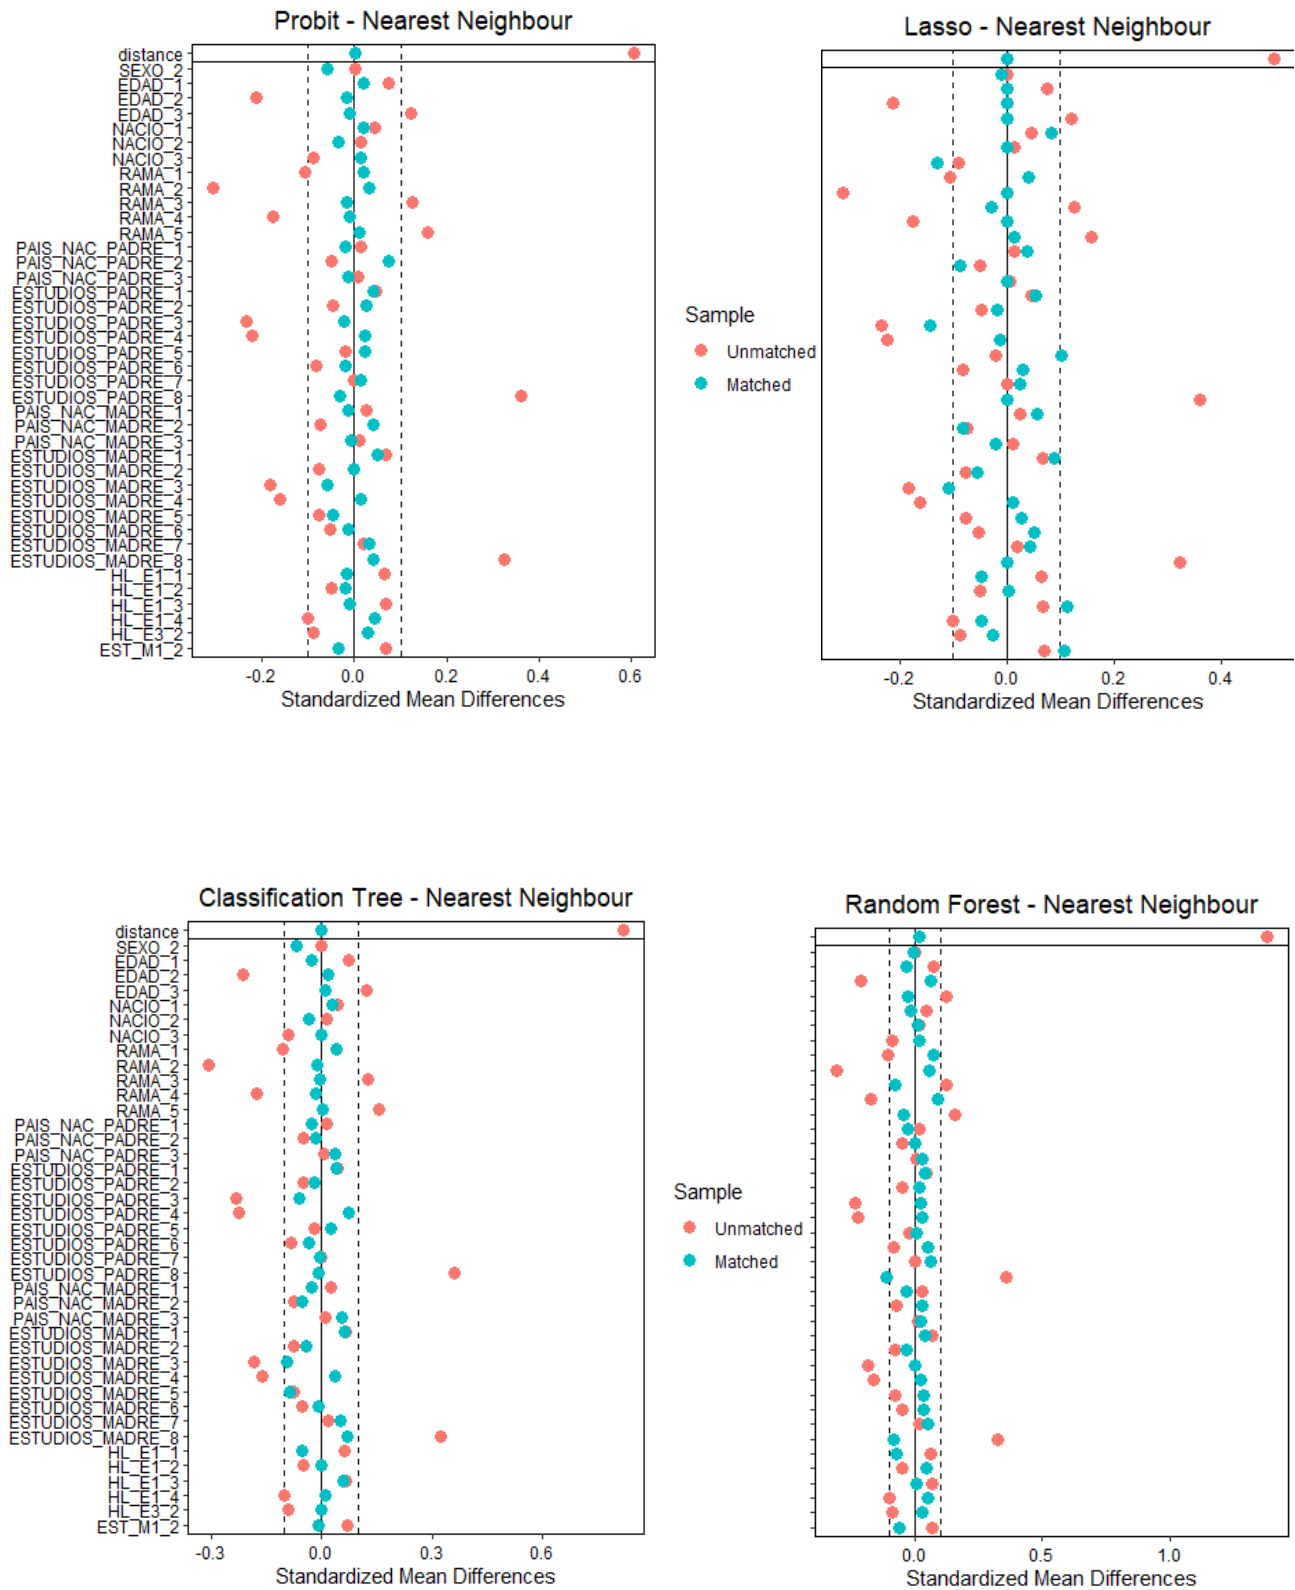 Probit - Nearest Neighbour
distance
SEXO_2
EDAD_1
EDAD_2
EDAD_3
NACIO_1
NACIO_2
NACIO_3
RAMA_1
RAMA_2
RAMA_3
RAMA_4
RAMA_5
PAIS_NAC_PADRE_1
PAIS_NAC_PADRE_2
PAIS_NAC_PADRE_3
ESTUDIOS_PADRE_1
ESTUDIOS_PADRE_2
ESTUDIOS_PADRE_3
ESTUDIOS_PADRE_4
ESTUDIOS_PADRE_5
ESTUDIOS_PADRE_6
ESTUDIOS_PADRE_7
ESTUDIOS_PADRE_8
PAIS_NAC_MADRE_1
PAIS_NAC_MADRE_2
PAIS_NAC_MADRE_3
ESTUDIOS_MADRE_1
ESTUDIOS_MADRE_2
ESTUDIOS_MADRE_3
ESTUDIOS_MADRE_4
ESTUDIOS_MADRE_5
ESTUDIOS_MADRE_6
ESTUDIOS_MADRE_7
ESTUDIOS_MADRE_8
HL_E1_1
HL_E1_2
HL_E1_3
HL_E1_4
HL_E3_2
EST_M1_2
-0.2 0.0 0.2 0.4 0.6
Standardized Mean Differences
Sample
Unmatched
Matched
Lasso - Nearest Neighbour
-0.2 0.0 0.2 0.4
Standardized Mean Differences
Classification Tree - Nearest Neighbour
distance
SEXO_2
EDAD_1
EDAD_2
EDAD_3
NACIO_1
NACIO_2
NACIO_3
RAMA_1
RAMA_2
RAMA_3
RAMA_4
RAMA_5
PAIS_NAC_PADRE_1
PAIS_NAC_PADRE_2
PAIS_NAC_PADRE_3
ESTUDIOS_PADRE_1
ESTUDIOS_PADRE_2
ESTUDIOS_PADRE_3
ESTUDIOS_PADRE_4
ESTUDIOS_PADRE_5
ESTUDIOS_PADRE_6
ESTUDIOS_PADRE_7
ESTUDIOS_PADRE_8
PAIS_NAC_MADRE_1
PAIS_NAC_MADRE_2
PAIS_NAC_MADRE_3
ESTUDIOS_MADRE_1
ESTUDIOS_MADRE_2
ESTUDIOS_MADRE_3
ESTUDIOS_MADRE_4
ESTUDIOS_MADRE_5
ESTUDIOS_MADRE_6
ESTUDIOS_MADRE_7
ESTUDIOS_MADRE_8
HL_E1_1
HL_E1_2
HL_E1_3
HL_E1_4
HL_E3_2
EST_M1_2
-0.3 0.0 0.3 0.6
Standardized Mean Differences
Sample
Unmatched
Matched
Random Forest - Nearest Neighbour
0.0 0.5 1.0
Standardized Mean Differences